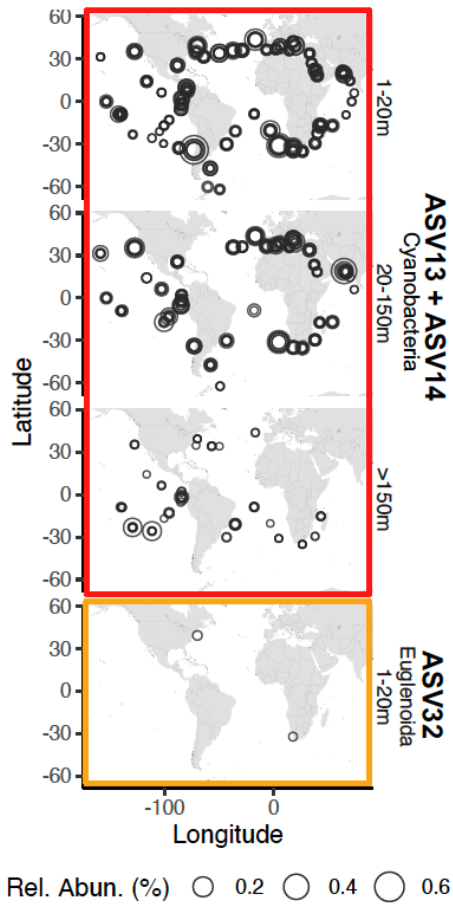 60
30
0
-30
-60
1-20m
60
30
0
-30
-60
20-150m
60
30
0
-30
-60
>150m
ASV13 + ASV14
Cyanobacteria
60
30
0
-30
-60
1-20m
ASV32
Euglenoida
Latitude
-100 0
Longitude
Rel. Abun. (%) 0.2 0.4 0.6